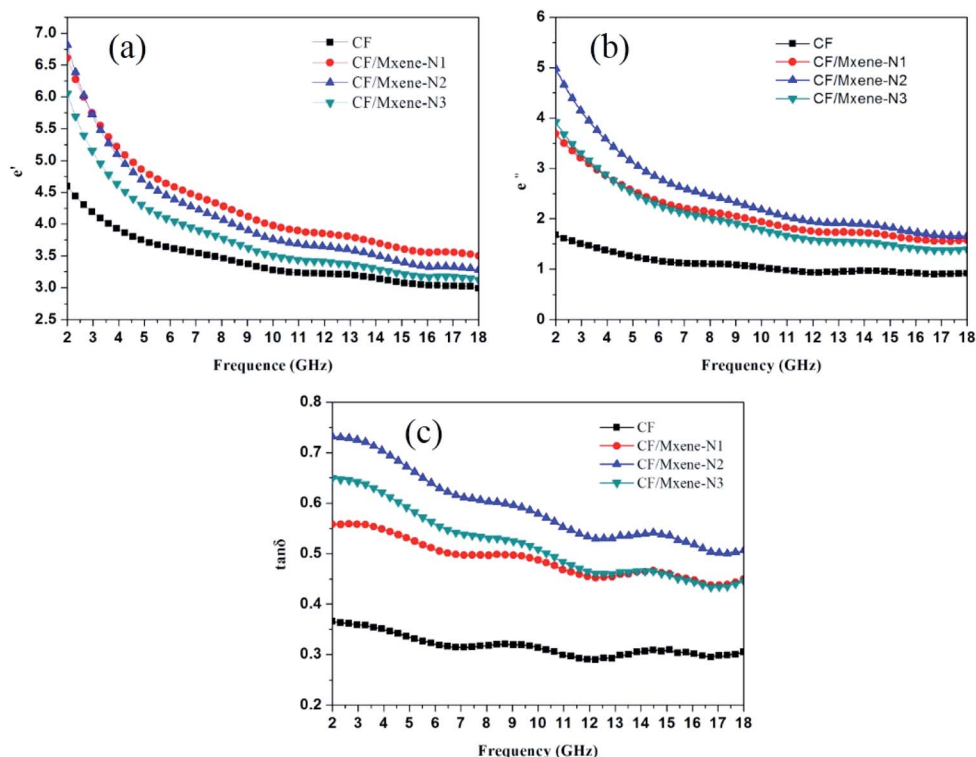 (a)
CF
CF/Mxene-N1
CF/Mxene-N2
CF/Mxene-N3
7.0
6.5
6.0
5.5
5.0
4.5
4.0
3.5
3.0
2.5
e'
2 3 4 5 6 7 8 9 10 11 12 13 14 15 16 17 18
Frequence (GHz)
(b)
CF
CF/Mxene-N1
CF/Mxene-N2
CF/Mxene-N3
6
5
4
3
2
1
0
e''
2 3 4 5 6 7 8 9 10 11 12 13 14 15 16 17 18
Frequency (GHz)
(c)
CF
CF/Mxene-N1
CF/Mxene-N2
CF/Mxene-N3
0.8
0.7
0.6
0.5
0.4
0.3
0.2
tanδ
2 3 4 5 6 7 8 9 10 11 12 13 14 15 16 17 18
Frequency (GHz)